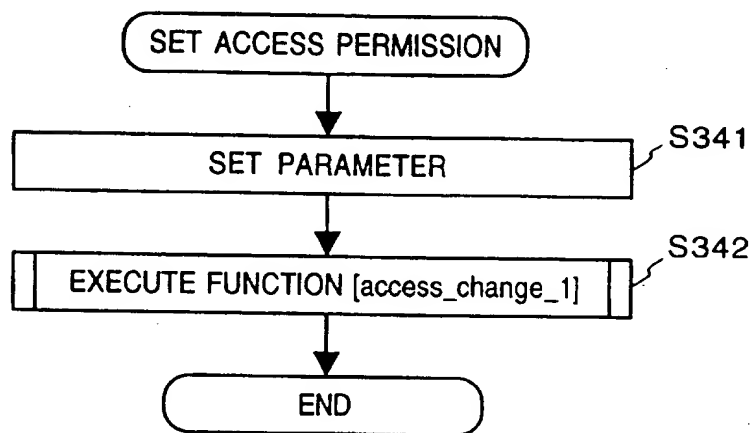 SET ACCESS PERMISSION
S341
SET PARAMETER
S342
EXECUTE FUNCTION [access_change_1]
END